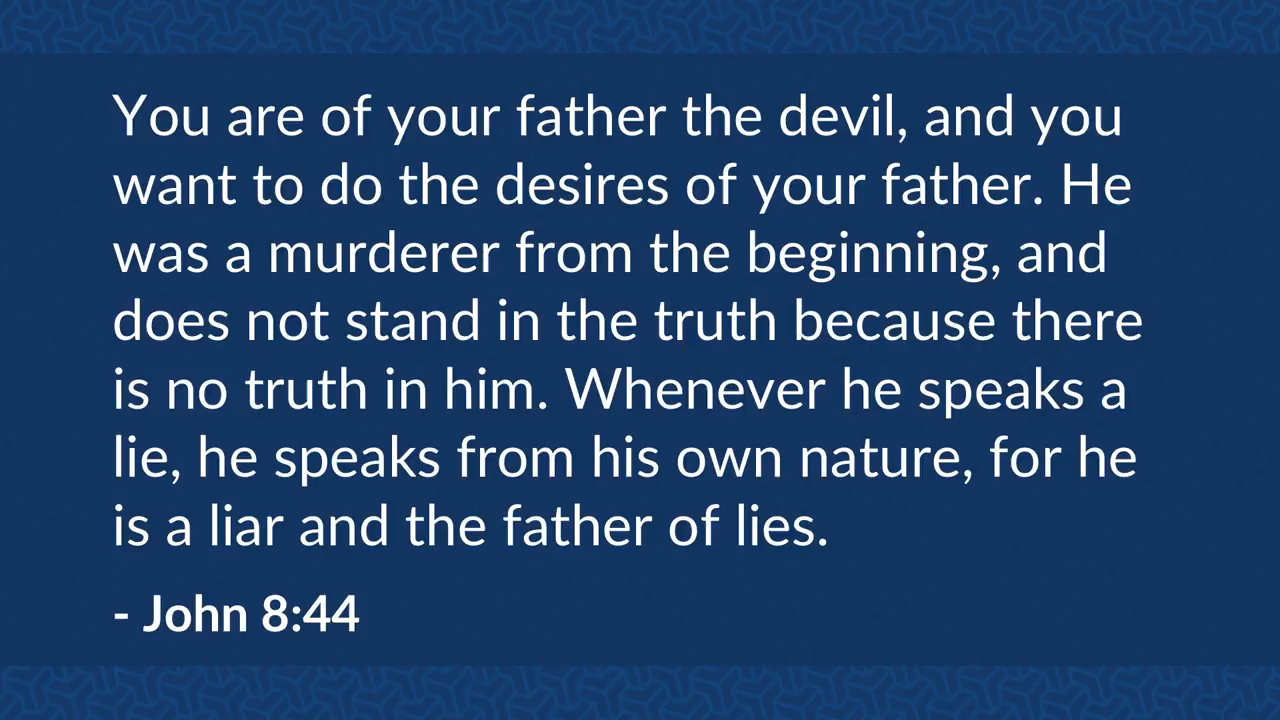 You are of your father the devil, and you
want to do the desires of your father. He
was a murderer from the beginning, and
does not stand in the truth because there
is no truth in him. Whenever he speaks a
lie, he speaks from his own nature, for he
is a liar and the father of lies.
- John 8:44